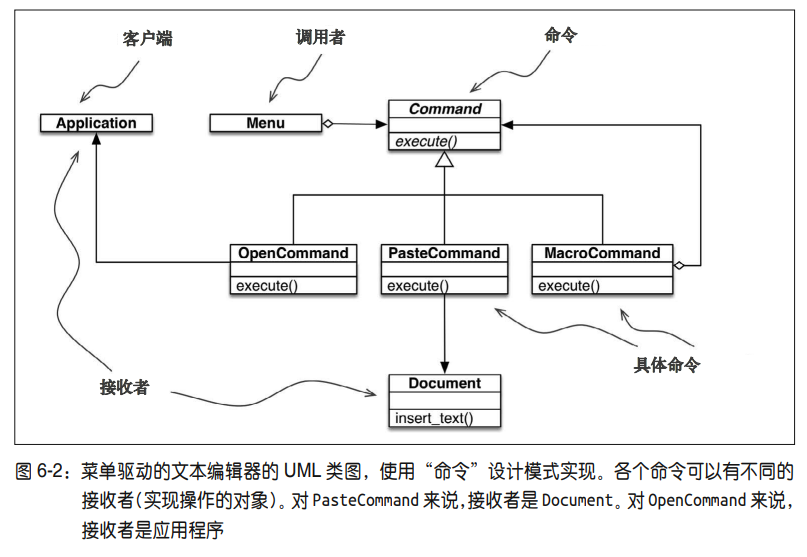 客户端
调用者
命令
Application
Menu
Command
execute()
OpenCommand
execute()
PasteCommand
execute()
MacroCommand
execute()
接收者
具体命令
Document
insert_text()
图 6-2：菜单驱动的文本编辑器的 UML 类图，使用“命令”设计模式实现。各个命令可以有不同的
接收者（实现操作的对象）。对 PasteCommand 来说，接收者是 Document。对 OpenCommand 来说，
接收者是应用程序